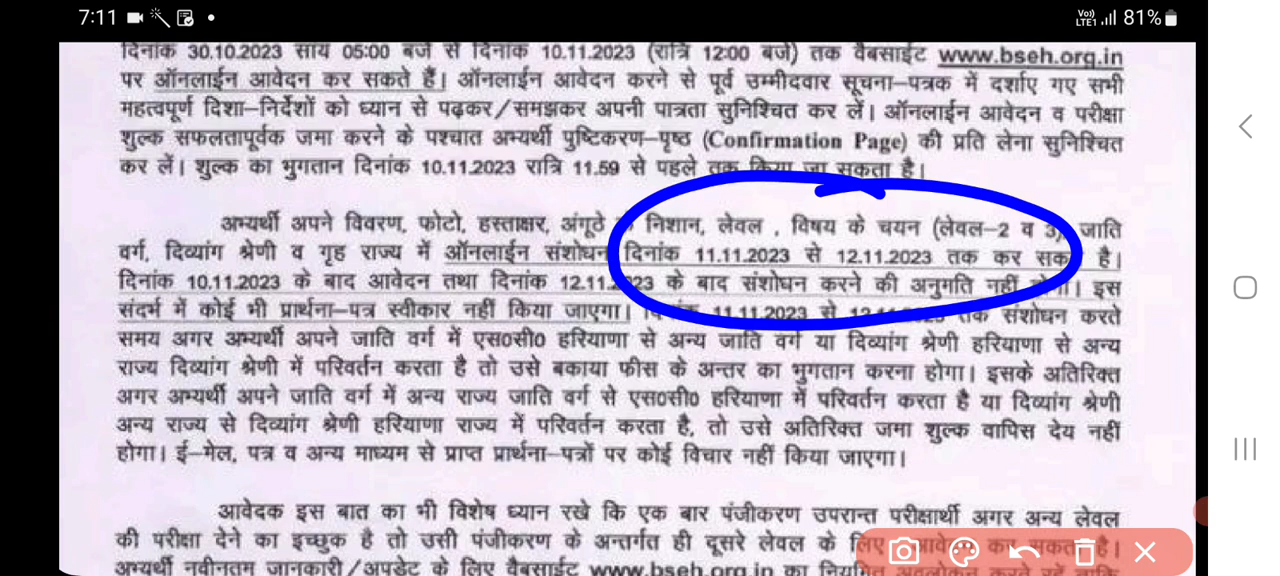 7:11
Vo)) LTE1 81%
दिनांक 30.10.2023 सायं 05:00 बजे से दिनांक 10.11.2023 (रात्रि 12:00 बजे) तक वैबसाईट www.bseh.org.in
पर ऑनलाईन आवेदन कर सकते हैं। ऑनलाईन आवेदन करने से पूर्व उम्मीदवार सूचना–पत्रक में दर्शाए गए सभी
महत्वपूर्ण दिशा–निर्देशों को ध्यान से पढ़कर/समझकर अपनी पात्रता सुनिश्चित कर लें। ऑनलाईन आवेदन व परीक्षा
शुल्क सफलतापूर्वक जमा करने के पश्चात अभ्यर्थी पुष्टिकरण–पृष्ठ (Confirmation Page) की प्रति लेना सुनिश्चित
कर लें। शुल्क का भुगतान दिनांक 10.11.2023 रात्रि 11.59 से पहले तक किया जा सकता है।
अभ्यर्थी अपने विवरण, फोटो, हस्ताक्षर, अंगूठे निशान, लेवल , विषय के चयन (लेवल–2 व 3) जाति
वर्ग, दिव्यांग श्रेणी व गृह राज्य में ऑनलाईन संशोधन दिनांक 11.11.2023 से 12.11.2023 तक कर सक है।
दिनांक 10.11.2023 के बाद आवेदन तथा दिनांक 12.11.2023 के बाद संशोधन करने की अनुमति नहीं होगी। इस
संदर्भ में कोई भी प्रार्थना–पत्र स्वीकार नहीं किया जाएगा। दिनांक 11.11.2023 से 12.11.2023 तक संशोधन करते
समय अगर अभ्यर्थी अपने जाति वर्ग में एस0सी0 हरियाणा से अन्य जाति वर्ग या दिव्यांग श्रेणी हरियाणा से अन्य
राज्य दिव्यांग श्रेणी में परिवर्तन करता है तो उसे बकाया फीस के अन्तर का भुगतान करना होगा। इसके अतिरिक्त
अगर अभ्यर्थी अपने जाति वर्ग में अन्य राज्य जाति वर्ग से एस0सी0 हरियाणा में परिवर्तन करता है या दिव्यांग श्रेणी
अन्य राज्य से दिव्यांग श्रेणी हरियाणा राज्य में परिवर्तन करता है, तो उसे अतिरिक्त जमा शुल्क वापिस देय नहीं
होगा। ई–मेल, पत्र व अन्य माध्यम से प्राप्त प्रार्थना–पत्रों पर कोई विचार नहीं किया जाएगा।
आवेदक इस बात का भी विशेष ध्यान रखे कि एक बार पंजीकरण उपरान्त परीक्षार्थी अगर अन्य लेवल
की परीक्षा देने का इच्छुक है तो उसी पंजीकरण के अन्तर्गत ही दूसरे लेवल के लिए आवेदन कर सकता है।
अभ्यर्थी नवीनतम जानकारी/अपडेट के लिए वैबसाईट www.bseh.org.in का नियमित अवलोकन करते रहें